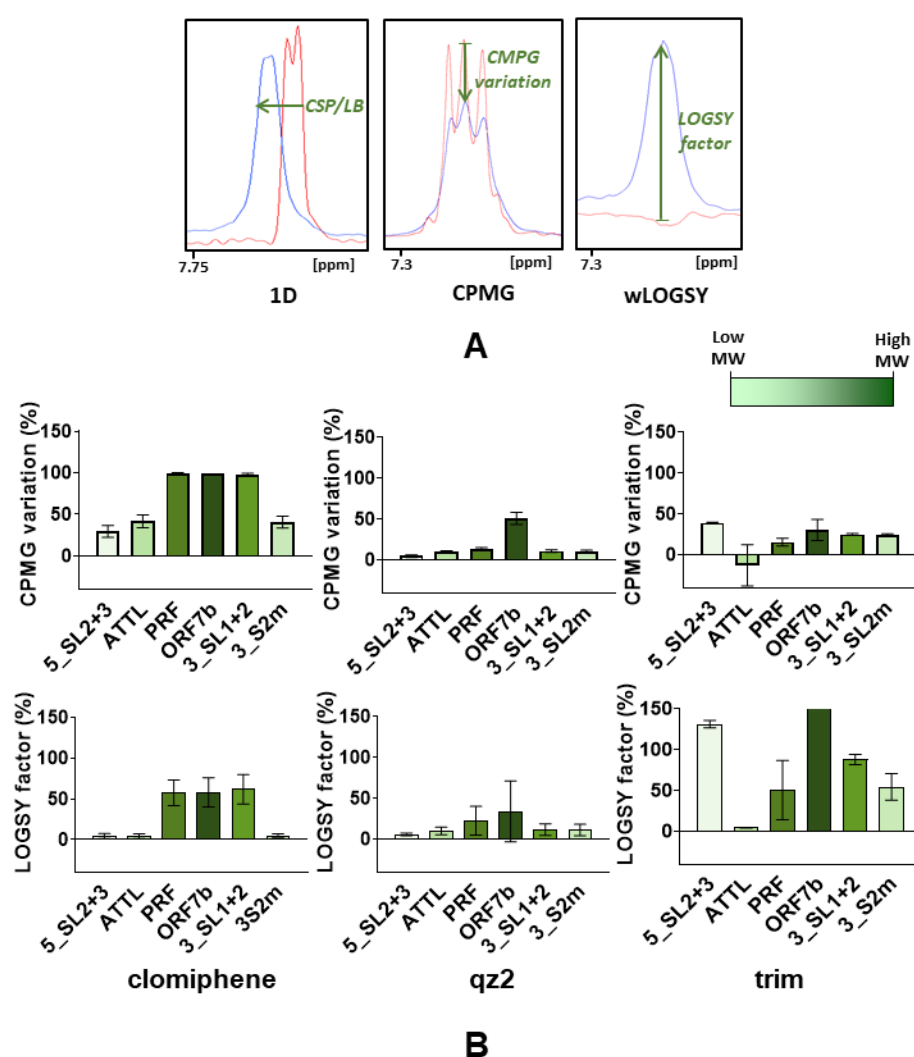 CSP/LB
7.75 [ppm]
1D
CMPG
variation
7.3 [ppm]
CPMG
LOGSY
factor
7.3 [ppm]
wLOGSY
A
Low
MW
High
MW
CPMG variation (%)
150
100
50
0
5_SL2+3
ATTL
PRF
ORF7b
3_SL1+2
3_S2m
CPMG variation (%)
150
100
50
0
5_SL2+3
ATTL
PRF
ORF7b
3_SL1+2
3_SL2m
CPMG variation (%)
150
100
50
0
5_SL2+3
ATTL
PRF
ORF7b
3_SL1+2
3_SL2m
LOGSY factor (%)
150
100
50
0
5_SL2+3
ATTL
PRF
ORF7b
3_SL1+2
3S2m
clomiphene
LOGSY factor (%)
150
100
50
0
5_SL2+3
ATTL
PRF
ORF7b
3_SL1+2
3_S2m
qz2
LOGSY factor (%)
150
100
50
0
5_SL2+3
ATTL
PRF
ORF7b
3_SL1+2
3_S2m
trim
B